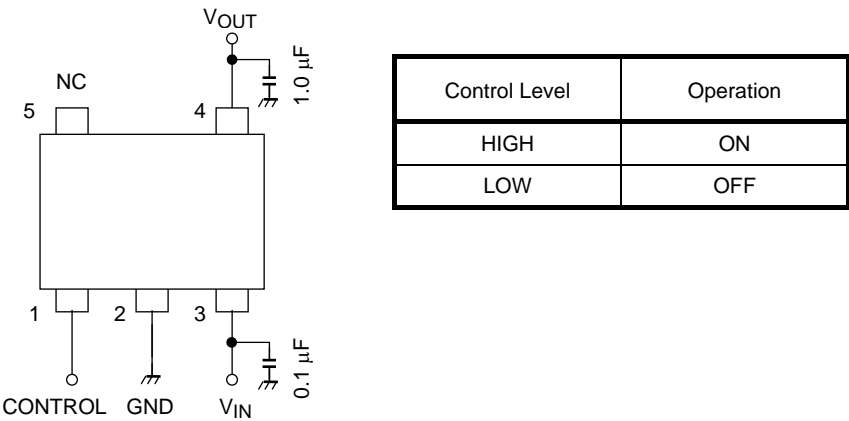 VOUT
1.0 μF
NC
5
4
1
2
3
0.1 μF
CONTROL GND VIN
Control Level Operation
HIGH ON
LOW OFF